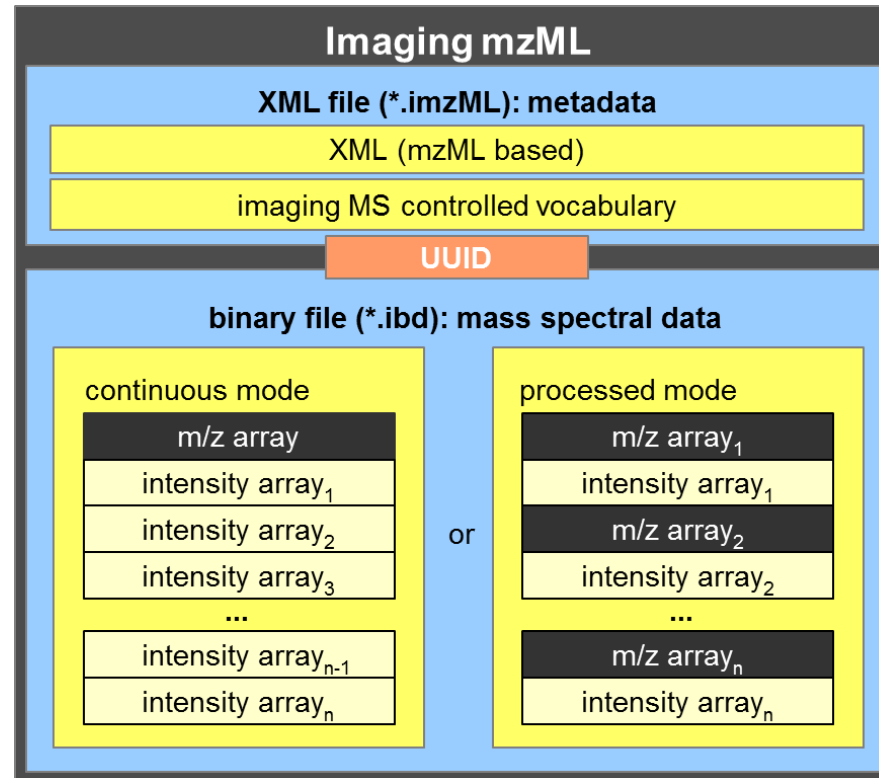 Imaging mzML
XML file (*.imzML): metadata
XML (mzML based)
imaging MS controlled vocabulary
UUID
binary file (*.ibd): mass spectral data
continuous mode
m/z array
intensity array₁
intensity array₂
intensity array₃
...
intensity arrayₙ₋₁
intensity arrayₙ
or
processed mode
m/z array₁
intensity array₁
m/z array₂
intensity array₂
...
m/z arrayₙ
intensity arrayₙ